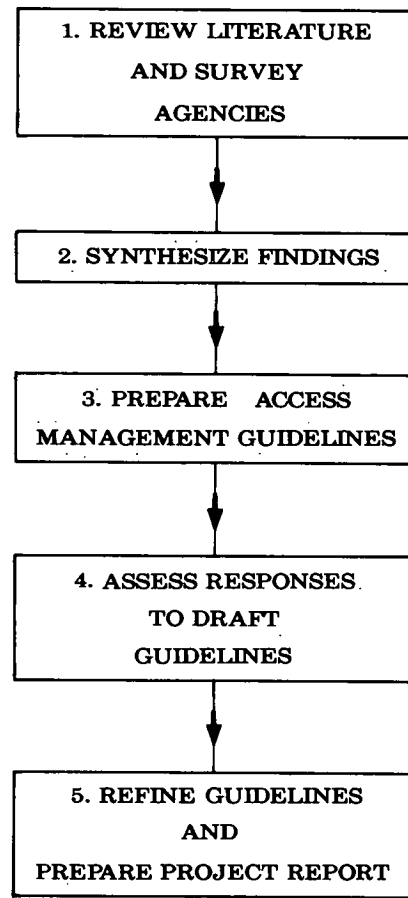 1. REVIEW LITERATURE
AND SURVEY
AGENCIES
2. SYNTHESIZE FINDINGS
3. PREPARE ACCESS
MANAGEMENT GUIDELINES
4. ASSESS RESPONSES
TO DRAFT
GUIDELINES
5. REFINE GUIDELINES
AND
PREPARE PROJECT REPORT